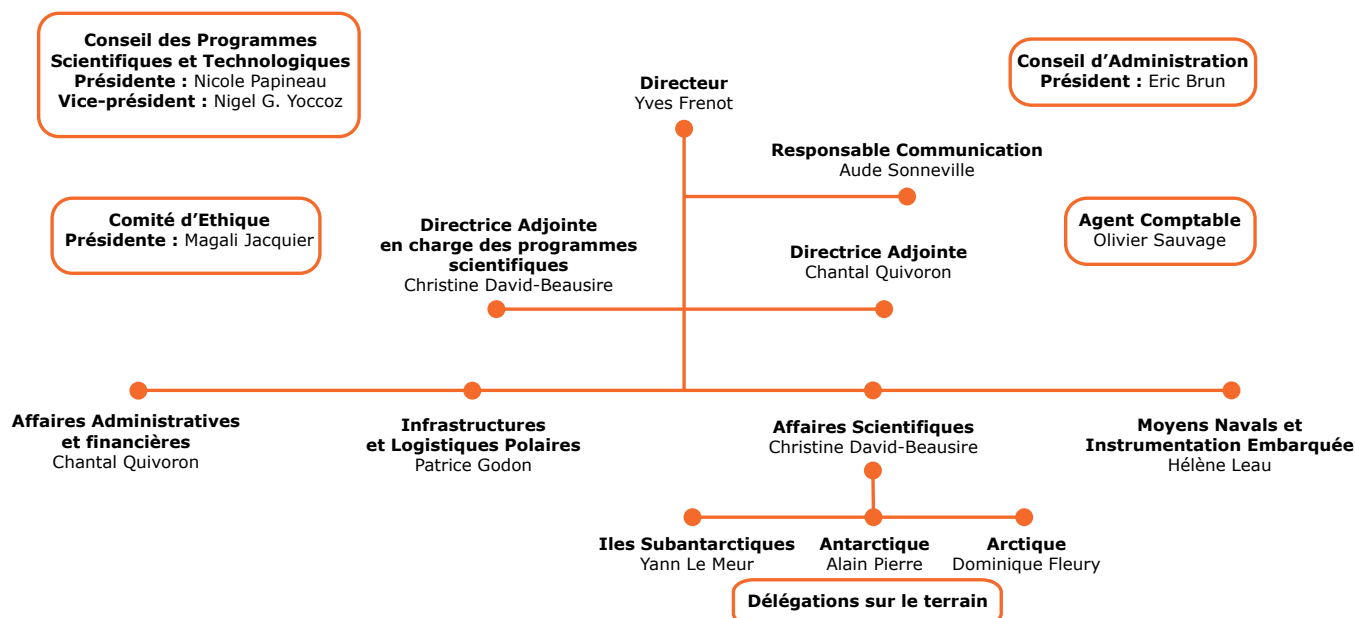 Conseil des Programmes
Scientifiques et Technologiques
Présidente : Nicole Papineau
Vice-président : Nigel G. Yoccoz
Directeur
Yves Frenot
Conseil d'Administration
Président : Eric Brun
Responsable Communication
Aude Sonneville
Comité d'Ethique
Présidente : Magali Jacquier
Directrice Adjointe
en charge des programmes
scientifiques
Christine David-Beausire
Directrice Adjointe
Chantal Quivoron
Agent Comptable
Olivier Sauvage
Affaires Administratives
et financières
Chantal Quivoron
Infrastructures
et Logistiques Polaires
Patrice Godon
Affaires Scientifiques
Christine David-Beausire
Moyens Navals et
Instrumentation Embarquée
Hélène Leau
Iles Subantarctiques
Yann Le Meur
Antarctique
Alain Pierre
Arctique
Dominique Fleury
Délégations sur le terrain